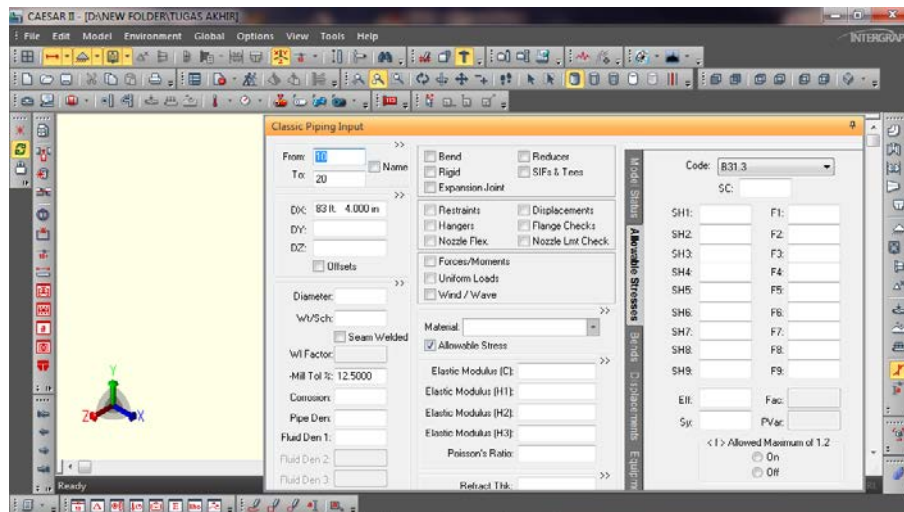 CAESAR II - [D:\NEW FOLDER\TUGAS AKHIR]
File Edit Model Environment Global Options View Tools Help
INTERGRAP
Classic Piping Input
>>
From: 10
Name
To: 20
>>
DX: 83 ft. 4.000 in
DY:
DZ:
Offsets
>>
Diameter:
Wt/Sch:
Seam Welded
WI Factor:
-Mill Tol %: 12.5000
Corrosion:
Pipe Den:
Fluid Den 1:
Fluid Den 2:
Fluid Den 3:
Bend Reducer
Rigid SIFs & Tees
Expansion Joint
Restraints Displacements
Hangers Flange Checks
Nozzle Flex. Nozzle Lmt Check
Forces/Moments
Uniform Loads
Wind / Wave
>>
Material:
Allowable Stress
>>
Elastic Modulus (C):
Elastic Modulus (H1):
Elastic Modulus (H2):
Elastic Modulus (H3):
Poisson's Ratio:
>>
Refract Thk:
Model Status
Allowable Stresses
Bends
Displacements
Equipm
Code: B31.3
SC:
SH1: F1:
SH2: F2:
SH3: F3:
SH4: F4:
SH5: F5:
SH6: F6:
SH7: F7:
SH8: F8:
SH9: F9:
Eff: Fac:
Sy: PVar:
< f > Allowed Maximum of 1.2
On
Off
Y
Z X
Ready